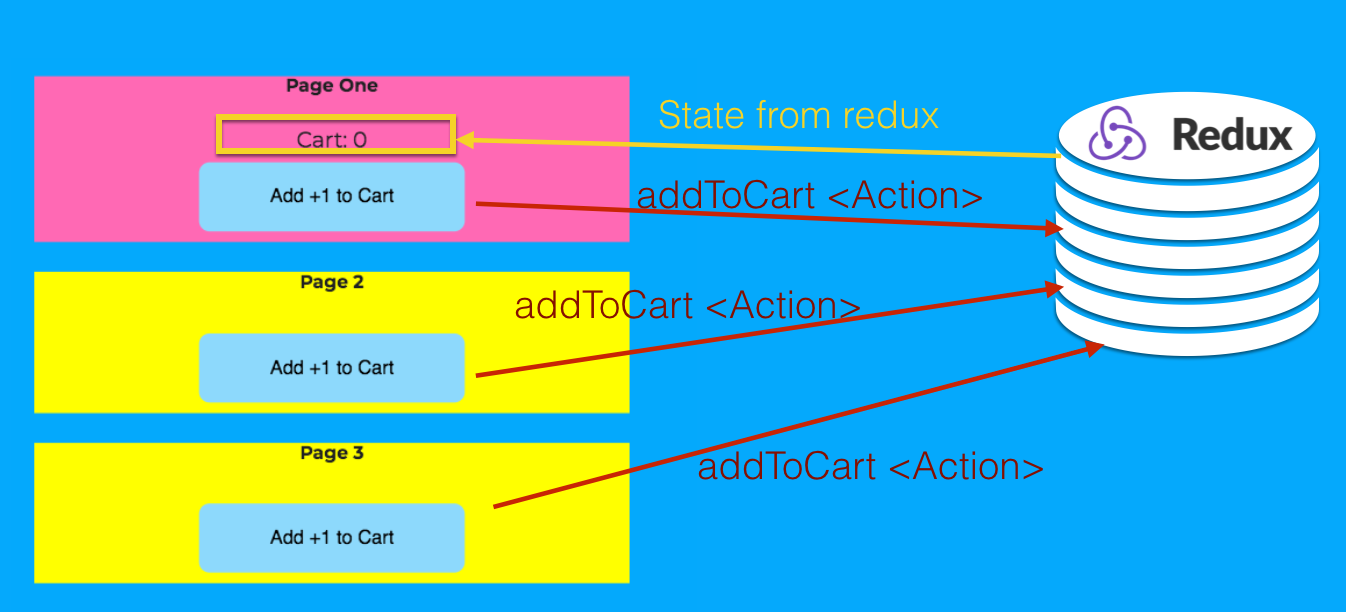 Page One
State from redux
Redux
Cart: 0
Add +1 to Cart
addToCart <Action>
Page 2
addToCart <Action>
Add +1 to Cart
Page 3
addToCart <Action>
Add +1 to Cart